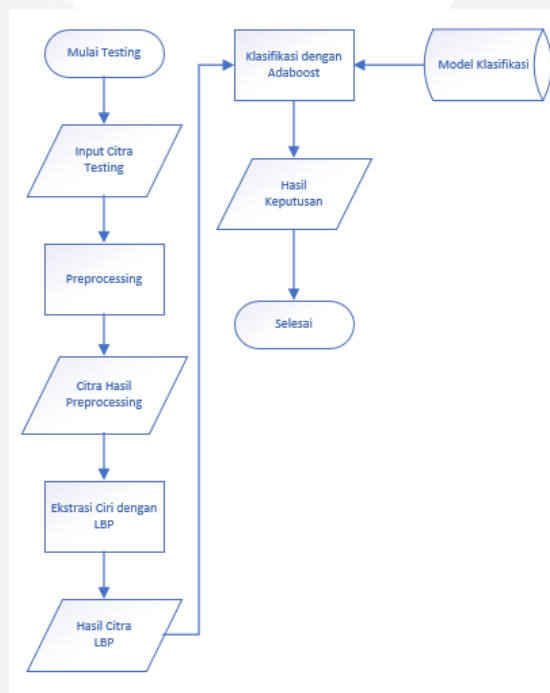 Mulai Testing
Input Citra
Testing
Preprocessing
Citra Hasil
Preprocessing
Ekstrasi Ciri dengan
LBP
Hasil Citra
LBP
Klasifikasi dengan
Adaboost
Model Klasifikasi
Hasil
Keputusan
Selesai